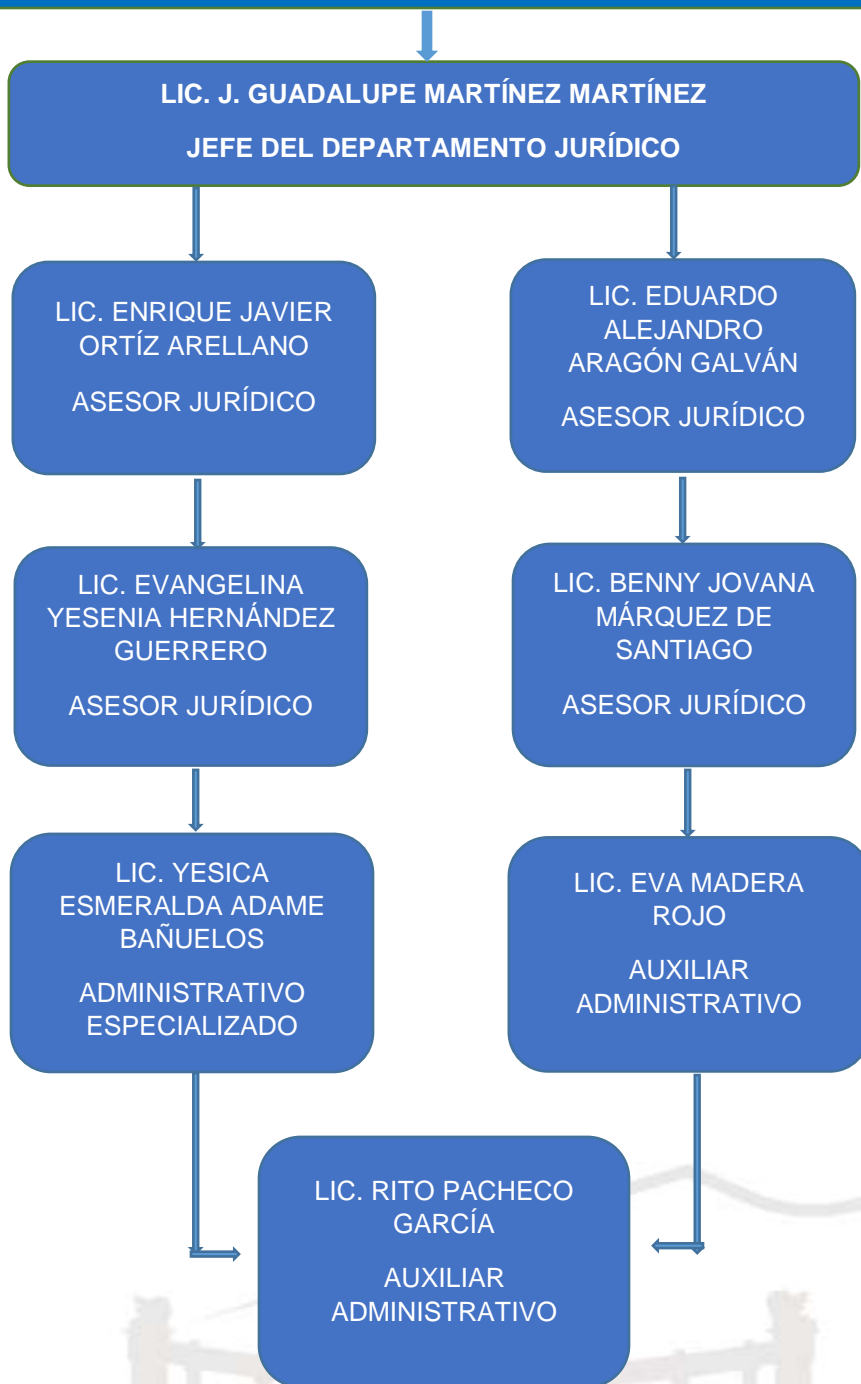 LIC. J. GUADALUPE MARTÍNEZ MARTÍNEZ
JEFE DEL DEPARTAMENTO JURÍDICO
LIC. ENRIQUE JAVIER
ORTÍZ ARELLANO
ASESOR JURÍDICO
LIC. EDUARDO
ALEJANDRO
ARAGÓN GALVÁN
ASESOR JURÍDICO
LIC. EVANGELINA
YESENIA HERNÁNDEZ
GUERRERO
ASESOR JURÍDICO
LIC. BENNY JOVANA
MÁRQUEZ DE
SANTIAGO
ASESOR JURÍDICO
LIC. YESICA
ESMERALDA ADAME
BAÑUELOS
ADMINISTRATIVO
ESPECIALIZADO
LIC. EVA MADERA
ROJO
AUXILIAR
ADMINISTRATIVO
LIC. RITO PACHECO
GARCÍA
AUXILIAR
ADMINISTRATIVO